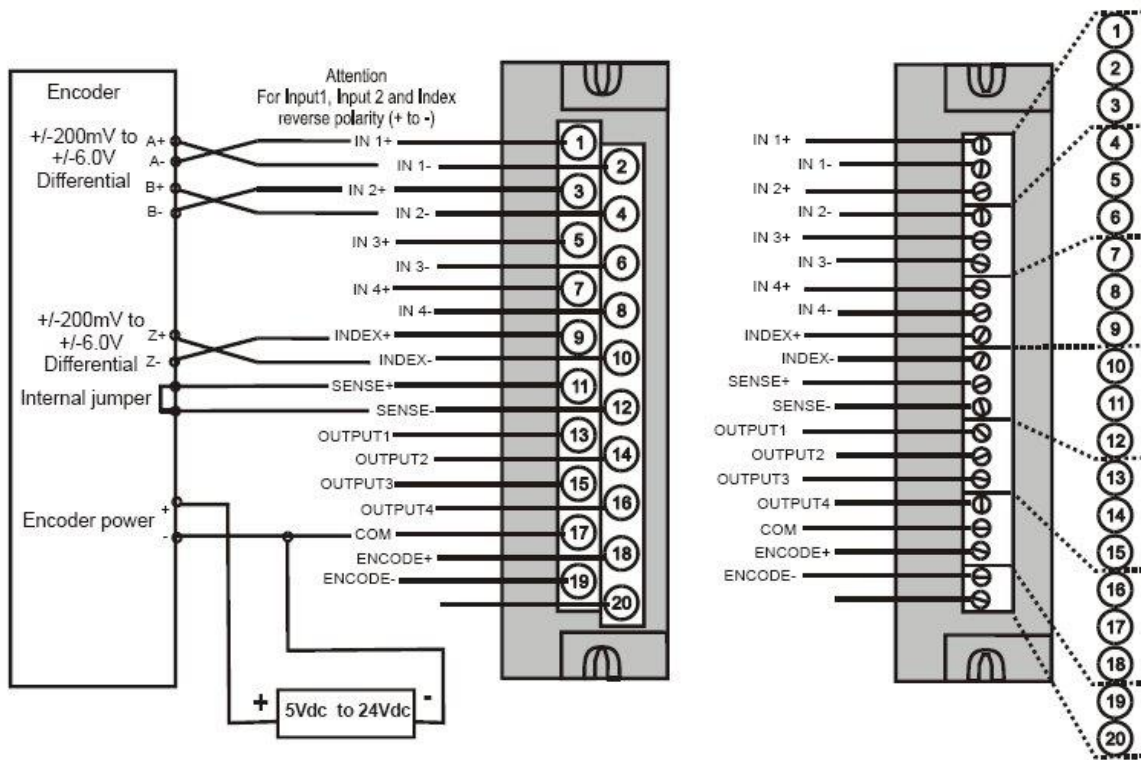 Attention
For Input1, Input 2 and Index
reverse polarity (+ to -)
Encoder
+/-200mV to
+/-6.0V
Differential
A+
A-
B+
B-
+/-200mV to
+/-6.0V
Differential
Z+
Z-
Internal jumper
Encoder power
+
-
+
5Vdc to 24Vdc
-
IN 1+
IN 1-
IN 2+
IN 2-
IN 3+
IN 3-
IN 4+
IN 4-
INDEX+
INDEX-
SENSE+
SENSE-
OUTPUT1
OUTPUT2
OUTPUT3
OUTPUT4
COM
ENCODE+
ENCODE-
1
2
3
4
5
6
7
8
9
10
11
12
13
14
15
16
17
18
19
20
IN 1+
IN 1-
IN 2+
IN 2-
IN 3+
IN 3-
IN 4+
IN 4-
INDEX+
INDEX-
SENSE+
SENSE-
OUTPUT1
OUTPUT2
OUTPUT3
OUTPUT4
COM
ENCODE+
ENCODE-
1
2
3
4
5
6
7
8
9
10
11
12
13
14
15
16
17
18
19
20